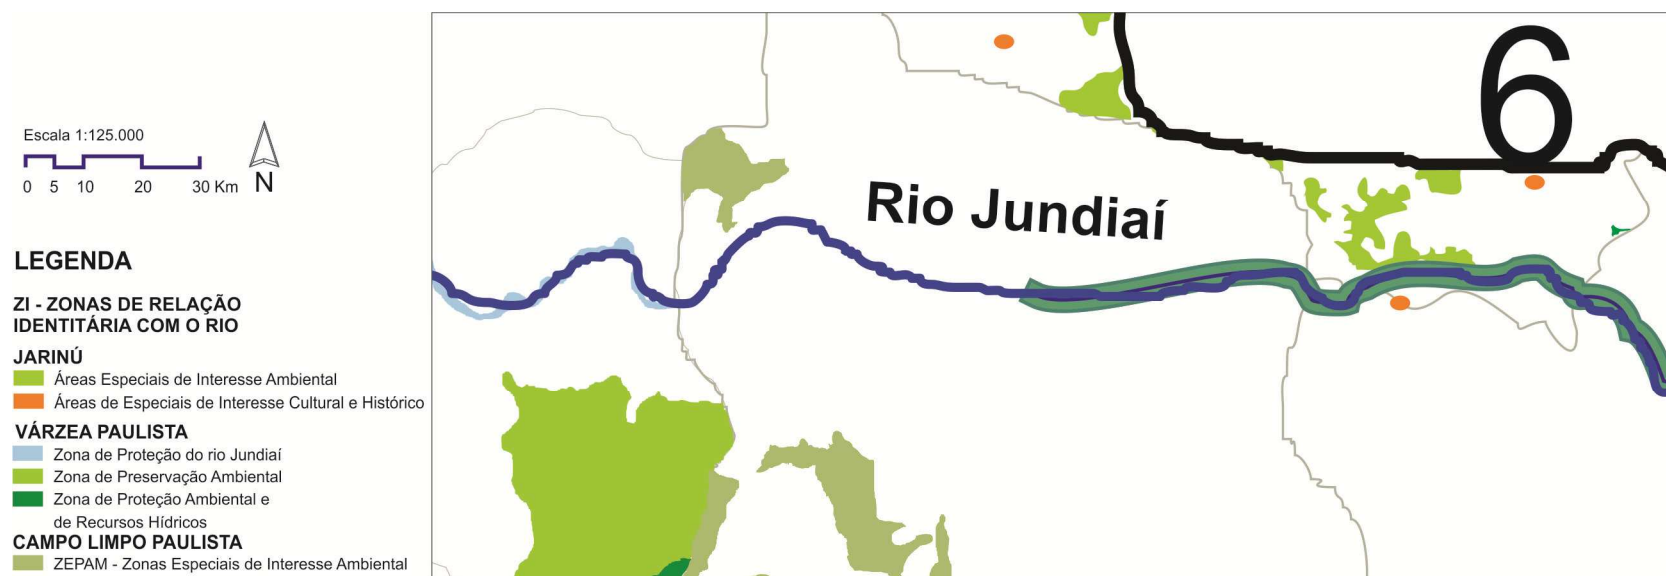 Escala 1:125.000
0 5 10 20 30 Km
N
LEGENDA
ZI - ZONAS DE RELAÇÃO
IDENTITÁRIA COM O RIO
JARINÚ
Áreas Especiais de Interesse Ambiental
Áreas de Especiais de Interesse Cultural e Histórico
VÁRZEA PAULISTA
Zona de Proteção do rio Jundiaí
Zona de Preservação Ambiental
Zona de Proteção Ambiental e
de Recursos Hídricos
CAMPO LIMPO PAULISTA
ZEPAM - Zonas Especiais de Interesse Ambiental
6
Rio Jundiaí